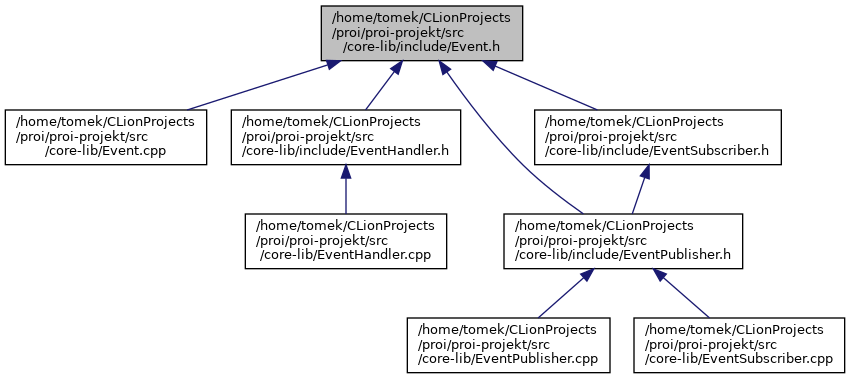 /home/tomek/CLionProjects
/proi/proi-projekt/src
/core-lib/include/Event.h
/home/tomek/CLionProjects
/proi/proi-projekt/src
/core-lib/Event.cpp
/home/tomek/CLionProjects
/proi/proi-projekt/src
/core-lib/include/EventHandler.h
/home/tomek/CLionProjects
/proi/proi-projekt/src
/core-lib/include/EventSubscriber.h
/home/tomek/CLionProjects
/proi/proi-projekt/src
/core-lib/EventHandler.cpp
/home/tomek/CLionProjects
/proi/proi-projekt/src
/core-lib/include/EventPublisher.h
/home/tomek/CLionProjects
/proi/proi-projekt/src
/core-lib/EventPublisher.cpp
/home/tomek/CLionProjects
/proi/proi-projekt/src
/core-lib/EventSubscriber.cpp